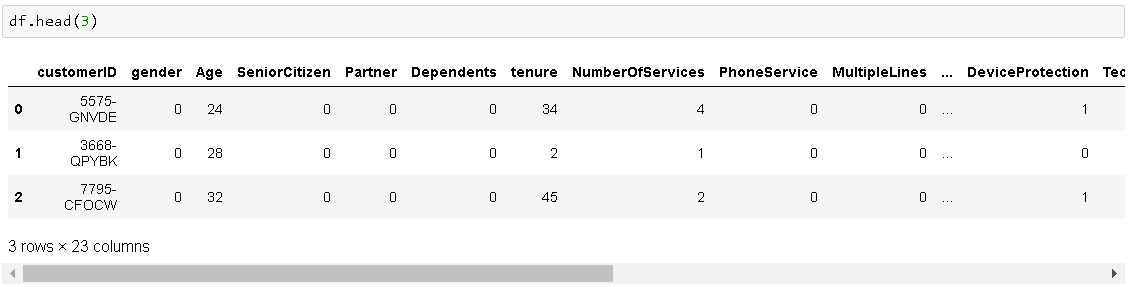 df.head(3)
customerID gender Age SeniorCitizen Partner Dependents tenure NumberOfServices PhoneService MultipleLines ... DeviceProtection Tec
0 5575-
GNVDE 0 24 0 0 0 34 4 0 0 ... 1
1 3668-
QPYBK 0 28 0 0 0 2 1 0 0 ... 0
2 7795-
CFOCW 0 32 0 0 0 45 2 0 0 ... 1
3 rows × 23 columns